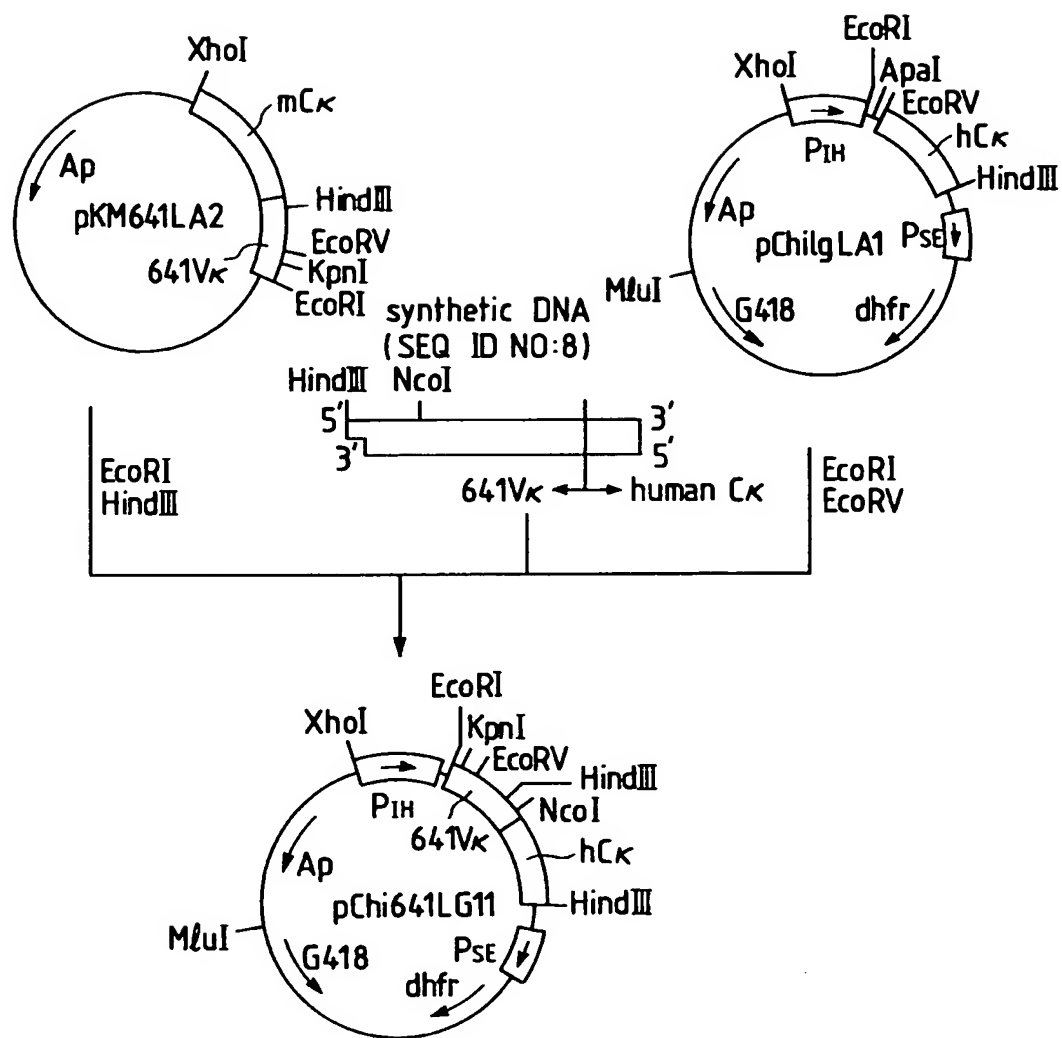 XhoI
mCκ
Ap
pKM641LA2
HindIII
EcoRV
641Vκ
KpnI
EcoRI
EcoRI
XhoI
ApaI
EcoRV
hCκ
PIH
HindIII
Ap
pChiIgLA1
PSE
MluI
G418
dhfr
synthetic DNA
(SEQ ID NO:8)
HindIII NcoI
5' 3'
3' 5'
641Vκ human Cκ
EcoRI
HindIII
EcoRI
EcoRV
EcoRI
XhoI
KpnI
EcoRV
HindIII
NcoI
PIH
641Vκ
hCκ
Ap
pChi641LG11
HindIII
MluI
G418
PSE
dhfr